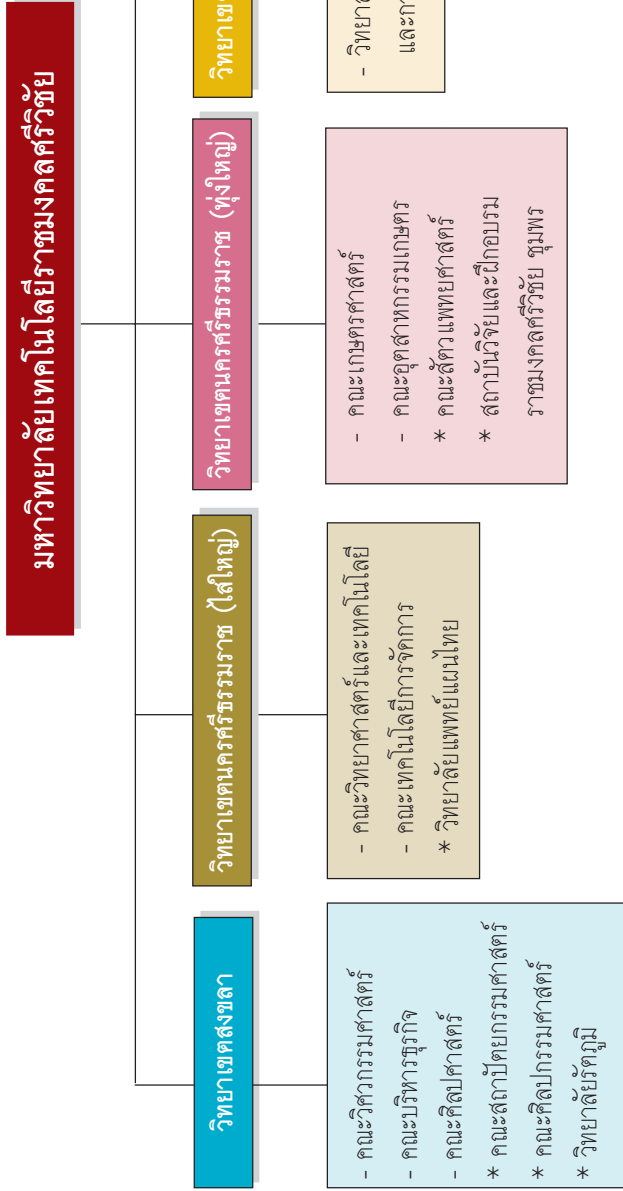 มหาวิทยาลัยเทคโนโลยีราชมงคลศรีวิชัย
วิทยาเขตสงขลา
- คณะวิศวกรรมศาสตร์
- คณะบริหารธุรกิจ
- คณะศิลปศาสตร์
* คณะสถาปัตยกรรมศาสตร์
* คณะศิลปกรรมศาสตร์
* วิทยาลัยรัตภูมิ
วิทยาเขตนครศรีธรรมราช (ไสใหญ่)
- คณะวิทยาศาสตร์และเทคโนโลยี
- คณะเทคโนโลยีการจัดการ
* วิทยาลัยแพทย์แผนไทย
วิทยาเขตนครศรีธรรมราช (ทุ่งใหญ่)
- คณะเกษตรศาสตร์
- คณะอุตสาหกรรมเกษตร
* คณะสัตวแพทยศาสตร์
* สถาบันวิจัยและฝึกอบรม
ราชมงคลศรีวิชัย ชุมพร